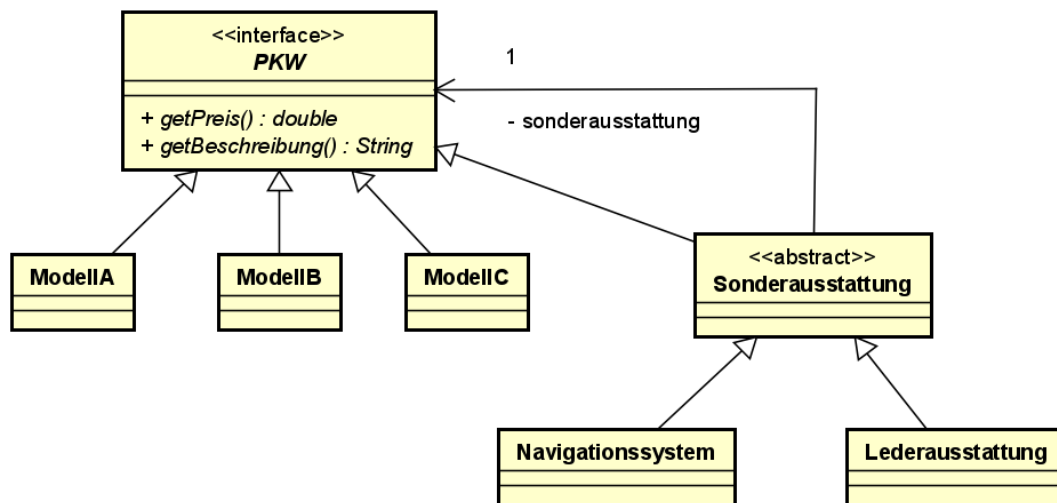 <<interface>>
PKW
+ getPreis() : double
+ getBeschreibung() : String
1
- sonderausstattung
ModellA
ModellB
ModellC
<<abstract>>
Sonderausstattung
Navigationssystem
Lederausstattung